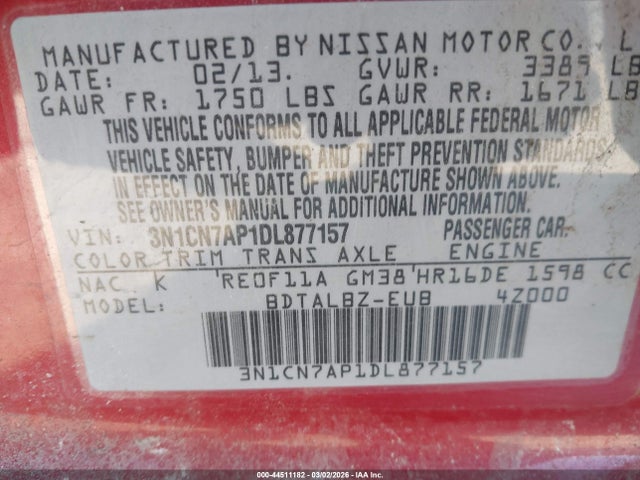 MANUFACTURED BY NISSAN MOTOR CO. L
DATE: 02/13. GVWR: 3389 LB
GAWR FR: 1750 LBS GAWR RR: 1671 LB
THIS VEHICLE CONFORMS TO ALL APPLICABLE FEDERAL MOTOR
VEHICLE SAFETY, BUMPER AND THEFT PREVENTION STANDARDS
IN EFFECT ON THE DATE OF MANUFACTURE SHOWN ABOVE.
SEE OWNER'S MANUAL FOR ADDITIONAL INFORMATION.
VIN: 3N1CN7AP1DL877157 PASSENGER CAR.
COLOR TRIM TRANS AXLE ENGINE
NAC K RE0F11A GM38 HR16DE 1598 CC
MODEL: BDTALBZ-EUB 4Z000
3N1CN7AP1DL877157
000-44511182 - 03/02/2026 - IAA Inc.